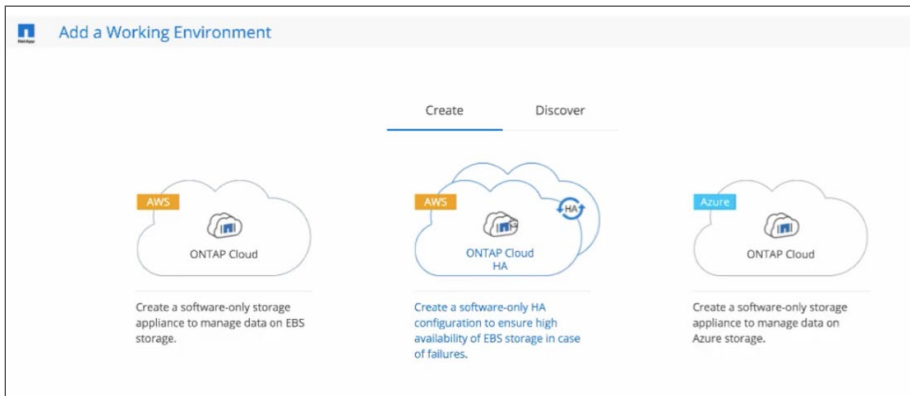 NetApp
Add a Working Environment
Create
Discover
AWS
ONTAP Cloud
Create a software-only storage
appliance to manage data on EBS
storage.
AWS
HA
ONTAP Cloud
HA
Create a software-only HA
configuration to ensure high
availability of EBS storage in case
of failures.
Azure
ONTAP Cloud
Create a software-only storage
appliance to manage data on
Azure storage.